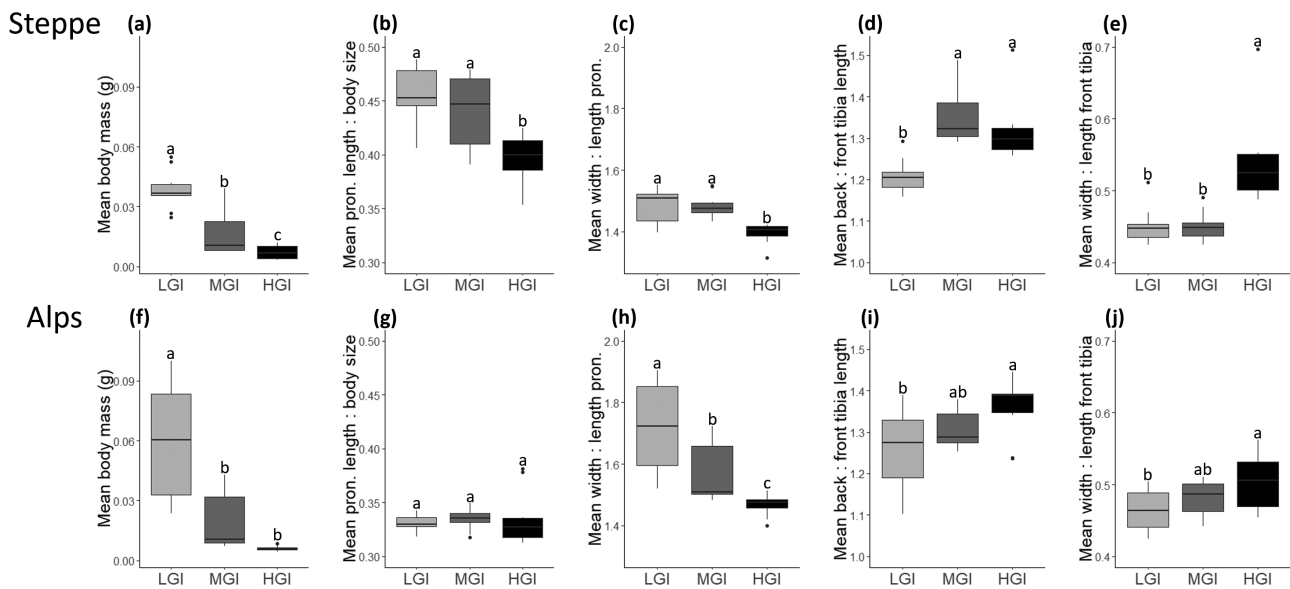 Steppe
(a)
Mean body mass (g)
0.09
0.06
0.03
0.00
a
b
c
LGI MGI HGI
(b)
Mean pron. length : body size
0.50
0.45
0.40
0.35
0.30
a
a
b
LGI MGI HGI
(c)
Mean width : length pron.
2.0
1.8
1.6
1.4
a
a
b
LGI MGI HGI
(d)
Mean back : front tibia length
1.5
1.4
1.3
1.2
1.1
1.0
b
a
a
LGI MGI HGI
(e)
Mean width : length front tibia
0.7
0.6
0.5
0.4
b
b
a
LGI MGI HGI
Alps
(f)
Mean body mass (g)
0.09
0.06
0.03
0.00
a
b
b
LGI MGI HGI
(g)
Mean pron. length : body size
0.50
0.45
0.40
0.35
0.30
a
a
a
LGI MGI HGI
(h)
Mean width : length pron.
2.0
1.8
1.6
1.4
a
b
c
LGI MGI HGI
(i)
Mean back : front tibia length
1.5
1.4
1.3
1.2
1.1
1.0
b
ab
a
LGI MGI HGI
(j)
Mean width : length front tibia
0.7
0.6
0.5
0.4
b
ab
a
LGI MGI HGI